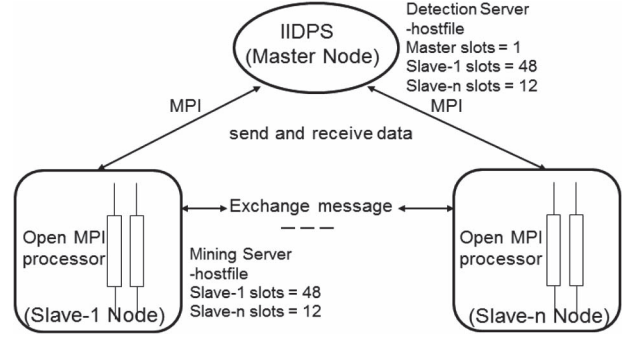 IIDPS
(Master Node)
Detection Server
-hostfile
Master slots = 1
Slave-1 slots = 48
Slave-n slots = 12
MPI
MPI
send and receive data
Exchange message
Open MPI
processor
(Slave-1 Node)
Mining Server
-hostfile
Slave-1 slots = 48
Slave-n slots = 12
Open MPI
processor
(Slave-n Node)